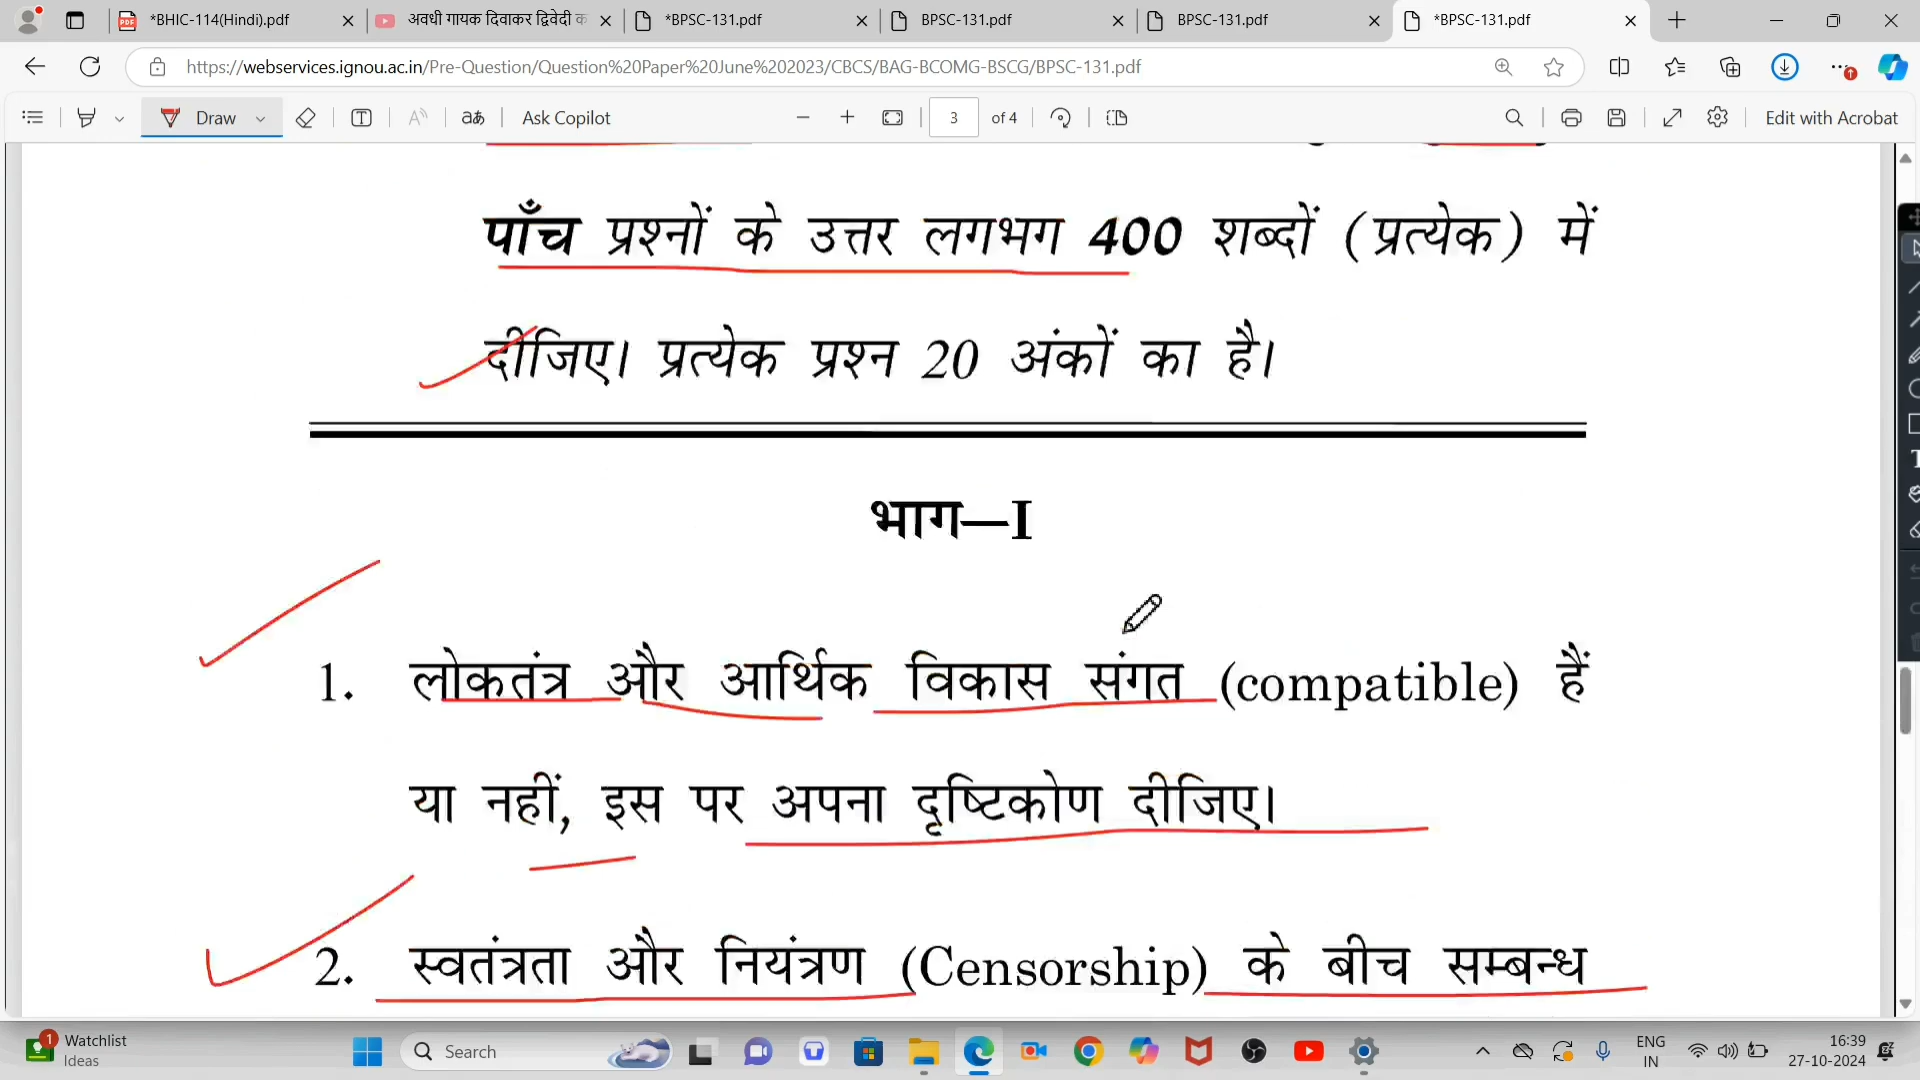 *BHIC-114(Hindi).pdf
अवधी गायक दिवाकर द्विवेदी क
*BPSC-131.pdf
BPSC-131.pdf
BPSC-131.pdf
*BPSC-131.pdf
https://webservices.ignou.ac.in/Pre-Question/Question%20Paper%20June%202023/CBCS/BAG-BCOMG-BSCG/BPSC-131.pdf
Draw
Ask Copilot
3
of 4
Edit with Acrobat
पाँच प्रश्नों के उत्तर लगभग 400 शब्दों (प्रत्येक) में
दीजिए। प्रत्येक प्रश्न 20 अंकों का है।
भाग—I
1. लोकतंत्र और आर्थिक विकास संगत (compatible) हैं
या नहीं, इस पर अपना दृष्टिकोण दीजिए।
2. स्वतंत्रता और नियंत्रण (Censorship) के बीच सम्बन्ध
1
Watchlist
Ideas
Search
ENG
IN
16:39
27-10-2024